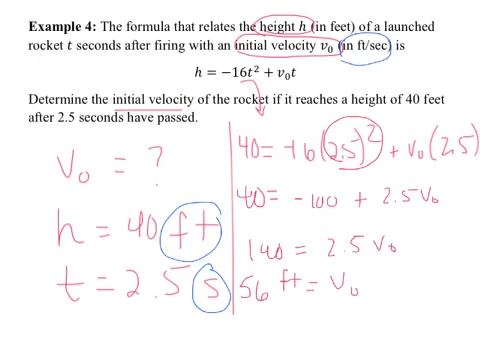 Example 4: The formula that relates the height h (in feet) of a launched
rocket t seconds after firing with an initial velocity v₀ (in ft/sec) is
h = −16t² + v₀t
Determine the initial velocity of the rocket if it reaches a height of 40 feet
after 2.5 seconds have passed.
V₀ = ?
h = 40 ft
t = 2.5 s
40 = -16(2.5)² + V₀(2.5)
40 = -100 + 2.5V₀
140 = 2.5 V₀
56 ft = V₀